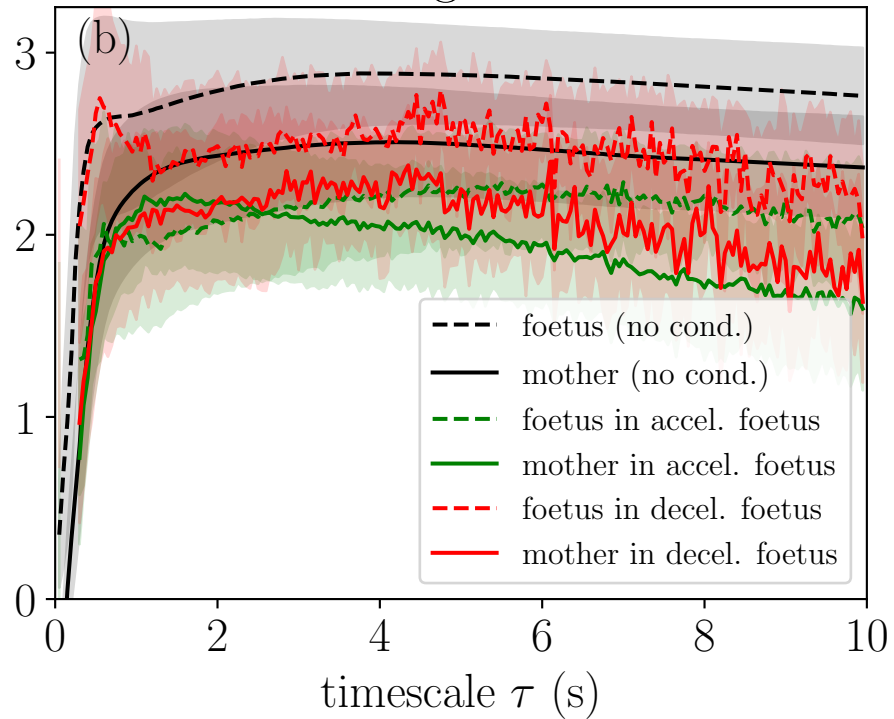 (b)
3
2
1
0
foetus (no cond.)
mother (no cond.)
foetus in accel. foetus
mother in accel. foetus
foetus in decel. foetus
mother in decel. foetus
0 2 4 6 8 10
timescale τ (s)